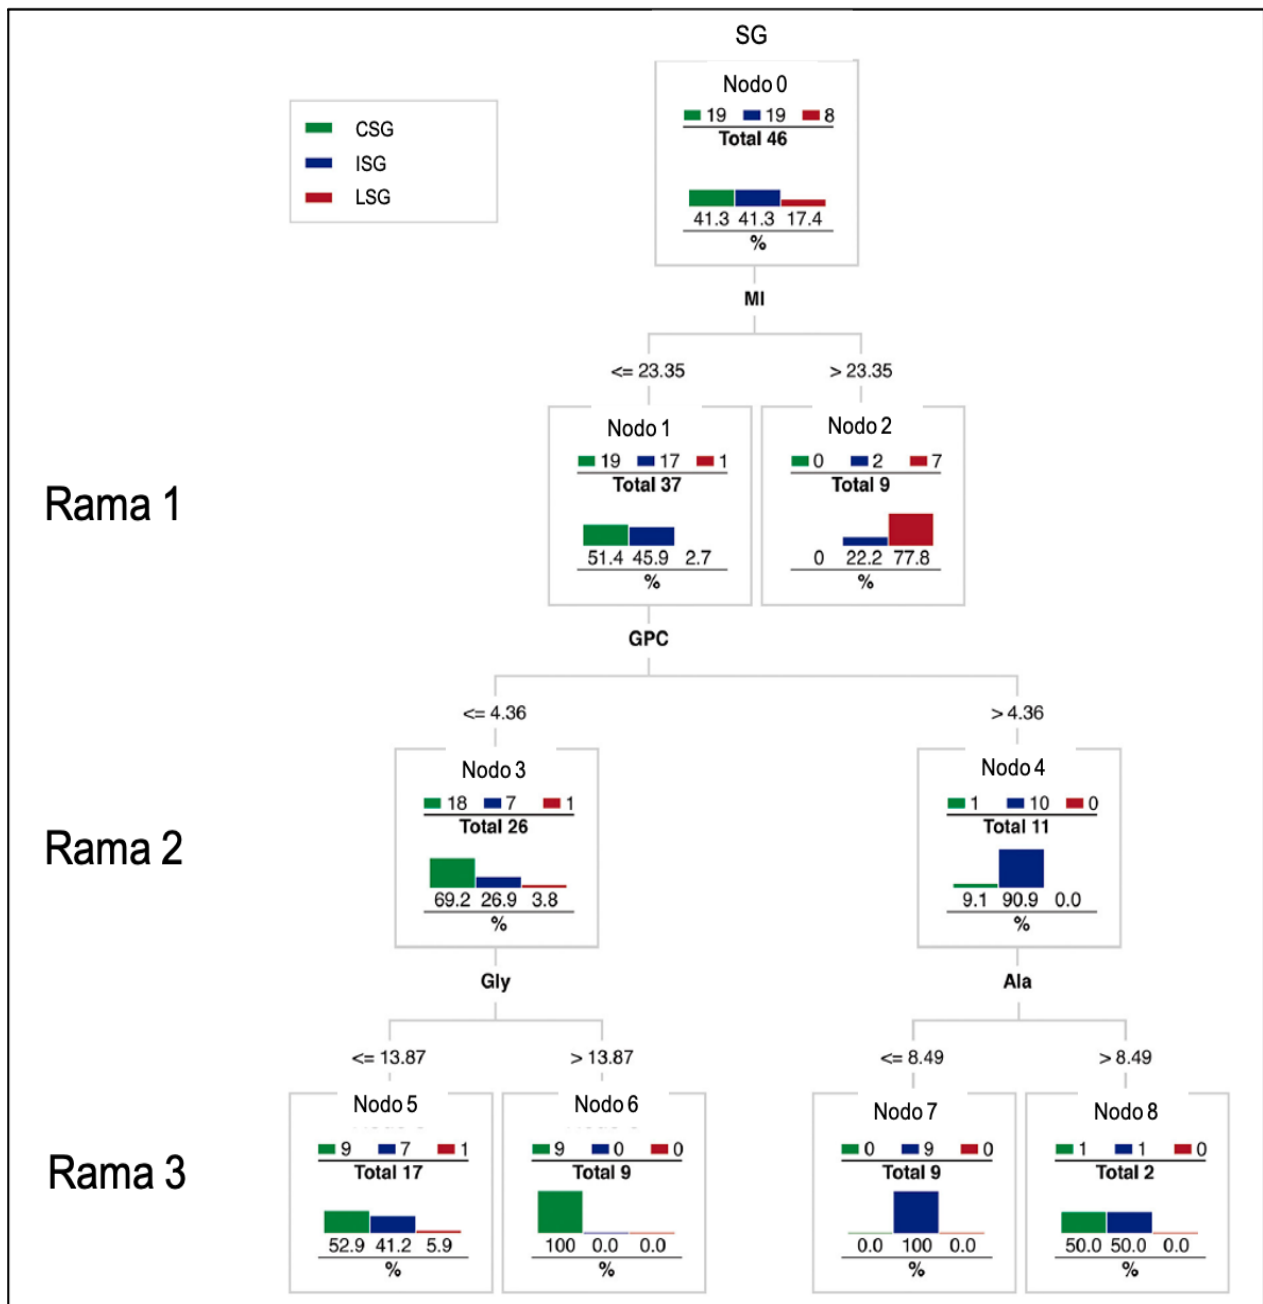 SG
Nodo 0
19 19 8
Total 46
41.3 41.3 17.4
%
CSG
ISG
LSG
MI
<= 23.35 > 23.35
Rama 1
Nodo 1
19 17 1
Total 37
51.4 45.9 2.7
%
Nodo 2
0 2 7
Total 9
0 22.2 77.8
%
GPC
<= 4.36 > 4.36
Rama 2
Nodo 3
18 7 1
Total 26
69.2 26.9 3.8
%
Nodo 4
1 10 0
Total 11
9.1 90.9 0.0
%
Gly
Ala
<= 13.87 > 13.87
<= 8.49 > 8.49
Rama 3
Nodo 5
9 7 1
Total 17
52.9 41.2 5.9
%
Nodo 6
9 0 0
Total 9
100 0.0 0.0
%
Nodo 7
0 9 0
Total 9
0.0 100 0.0
%
Nodo 8
1 1 0
Total 2
50.0 50.0 0.0
%